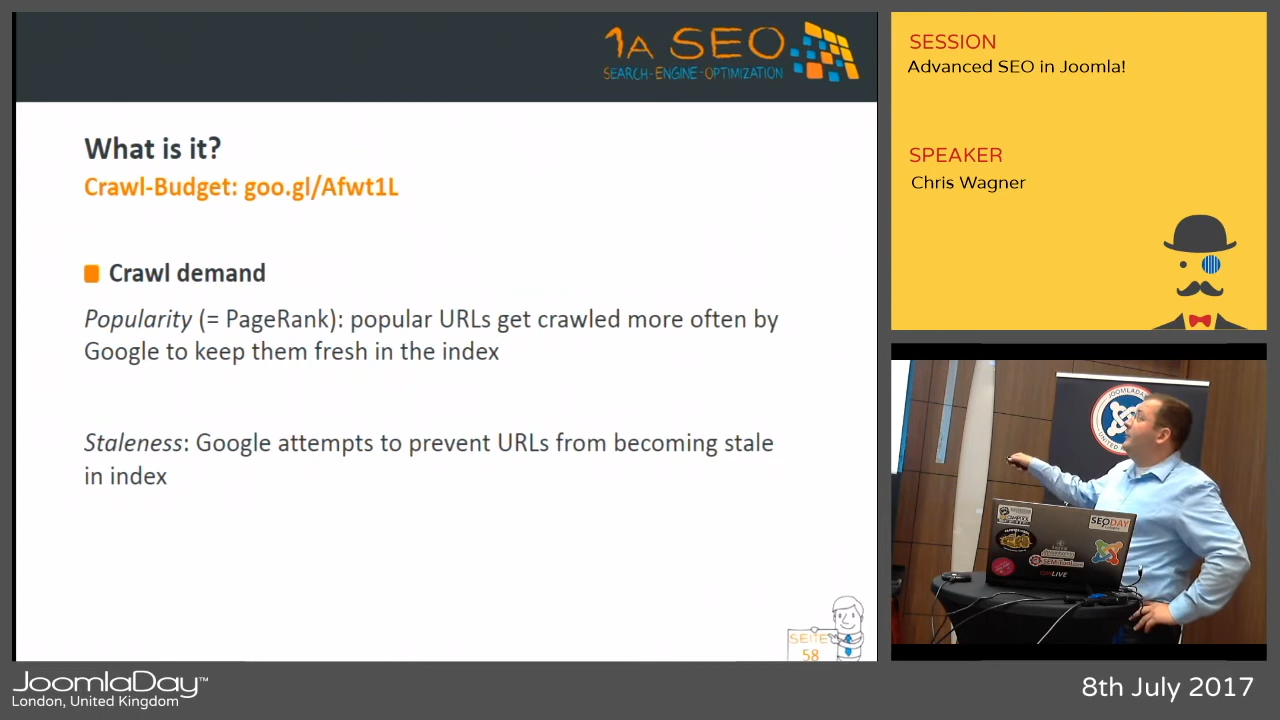 1A SEO
SEARCH-ENGINE-OPTIMIZATION
What is it?
Crawl-Budget: goo.gl/Afwt1L
Crawl demand
Popularity (= PageRank): popular URLs get crawled more often by
Google to keep them fresh in the index
Staleness: Google attempts to prevent URLs from becoming stale
in index
SEITE
58
SESSION
Advanced SEO in Joomla!
SPEAKER
Chris Wagner
SEODAY
LIVE
JoomlaDay™
London, United Kingdom
8th July 2017